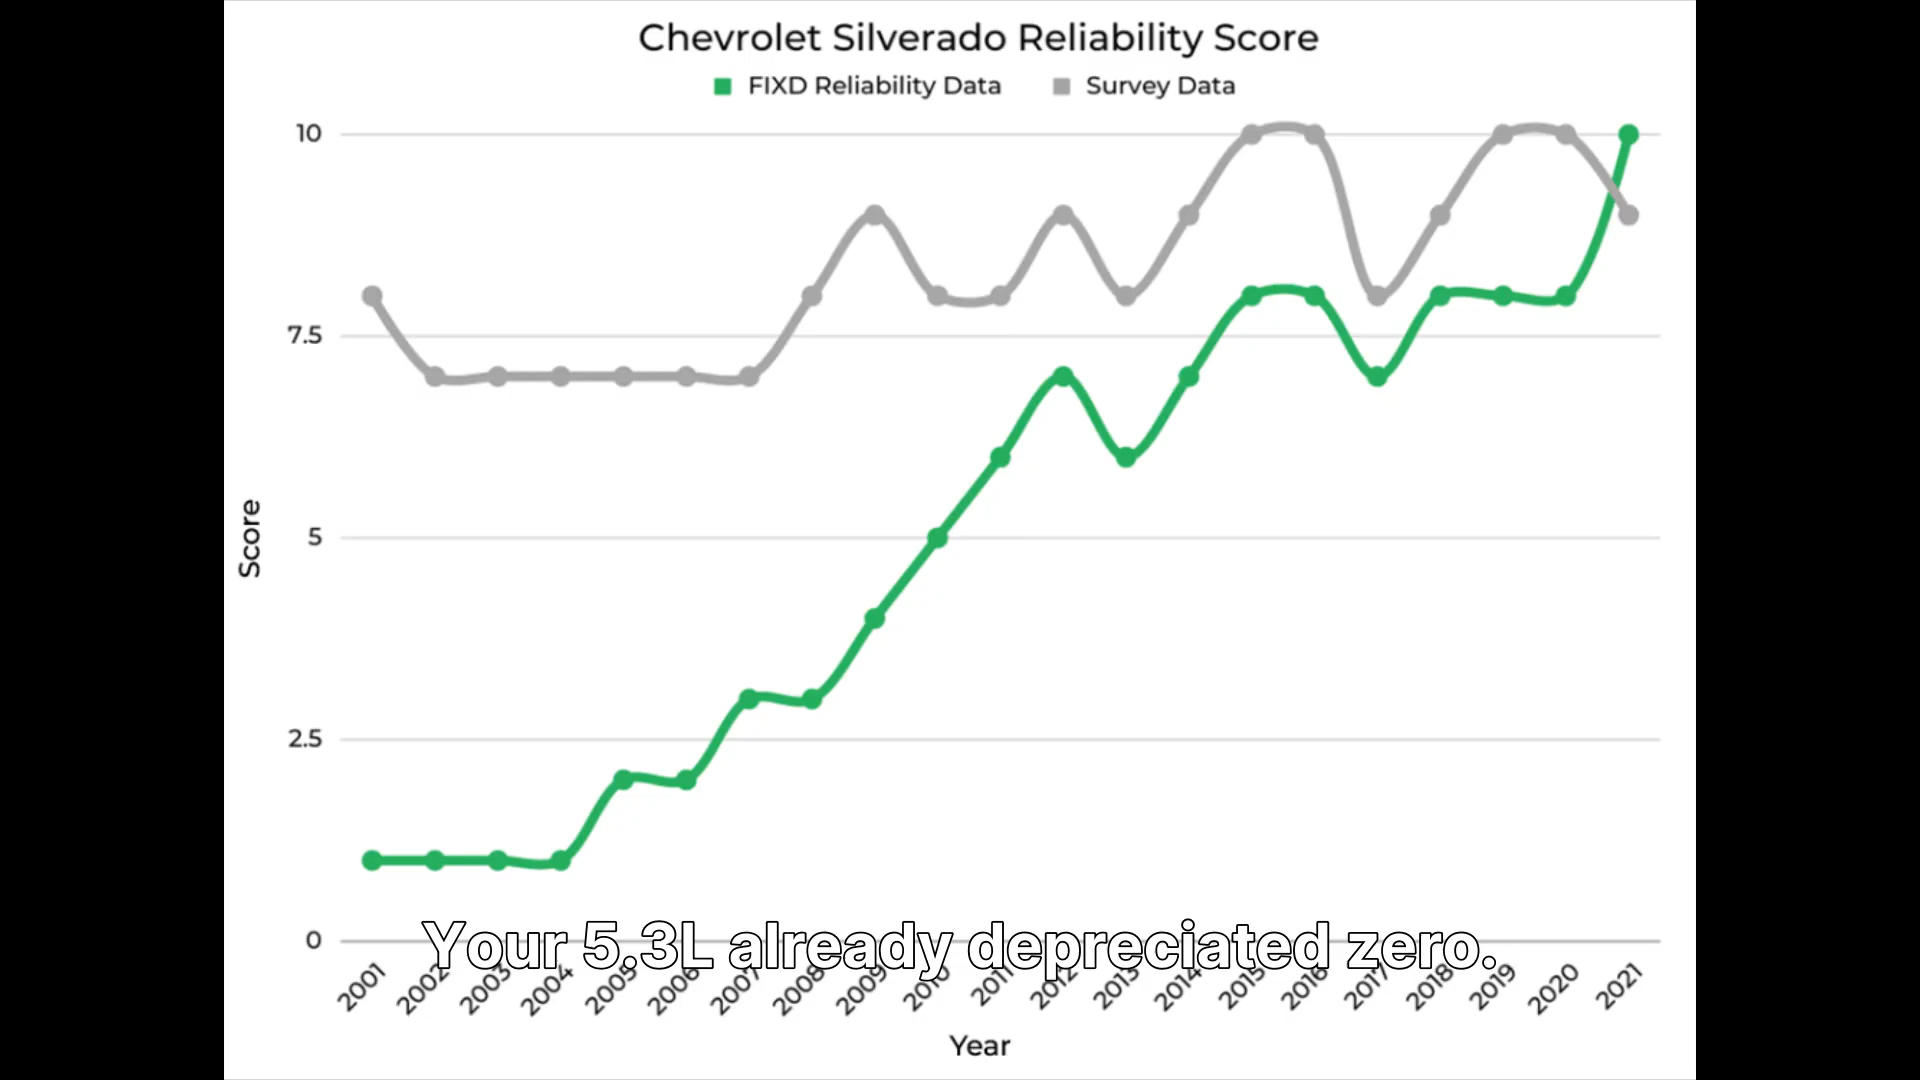 Chevrolet Silverado Reliability Score
FIXD Reliability Data Survey Data
10
7.5
5
2.5
0
Score
Your 5.3L already depreciated zero.
2001 2002 2003 2004 2005 2006 2007 2008 2009 2010 2011 2012 2013 2014 2015 2016 2017 2018 2019 2020 2021
Year